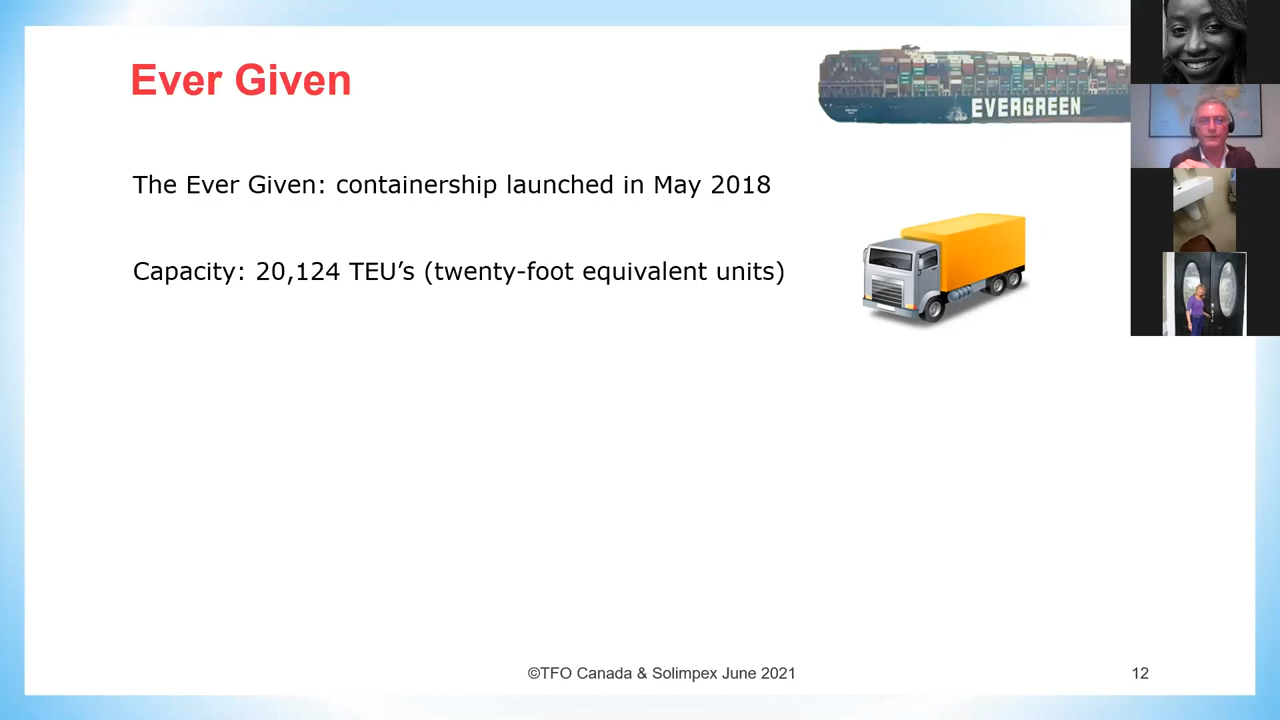 Ever Given
EVERGREEN
The Ever Given: containership launched in May 2018
Capacity: 20,124 TEU’s (twenty-foot equivalent units)
©TFO Canada & Solimpex June 2021
12